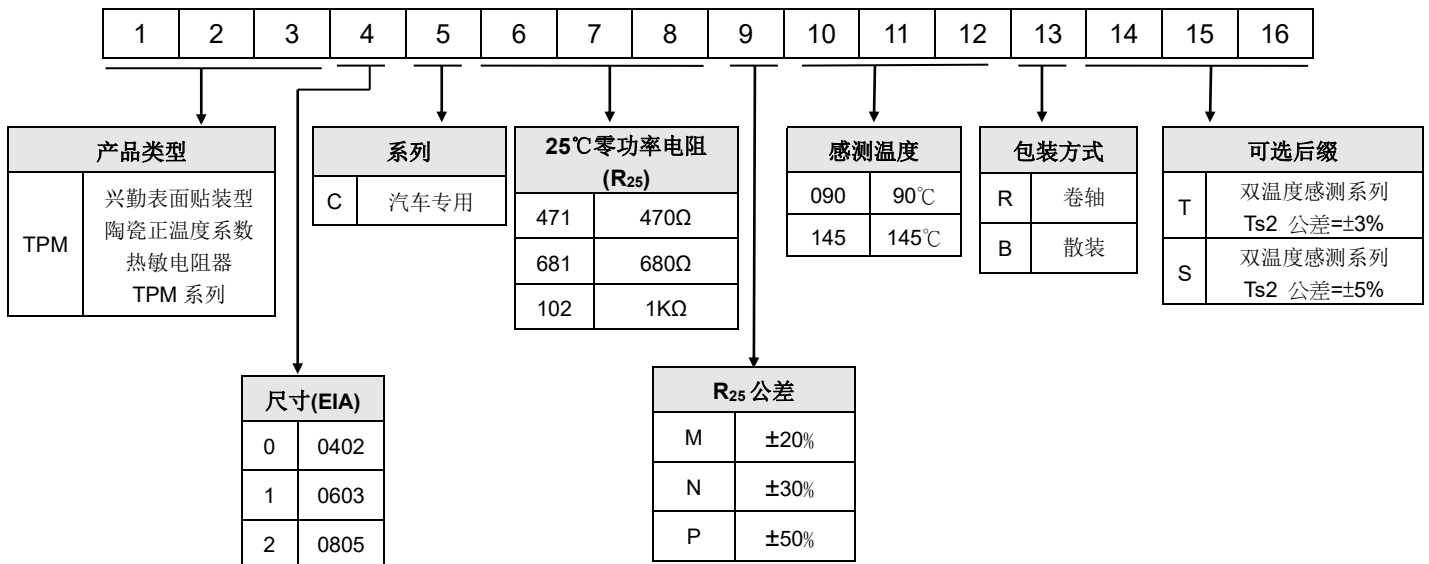 1 2 3 4 5 6 7 8 9 10 11 12 13 14 15 16
产品类型
TPM
兴勤表面贴装型
陶瓷正温度系数
热敏电阻器
TPM 系列
系列
C 汽车专用
25℃零功率电阻
(R25)
471 470Ω
681 680Ω
102 1KΩ
感测温度
090 90℃
145 145℃
包装方式
R 卷轴
B 散装
可选后缀
T
双温度感测系列
Ts2 公差=±3%
S
双温度感测系列
Ts2 公差=±5%
尺寸(EIA)
0 0402
1 0603
2 0805
R25 公差
M ±20%
N ±30%
P ±50%